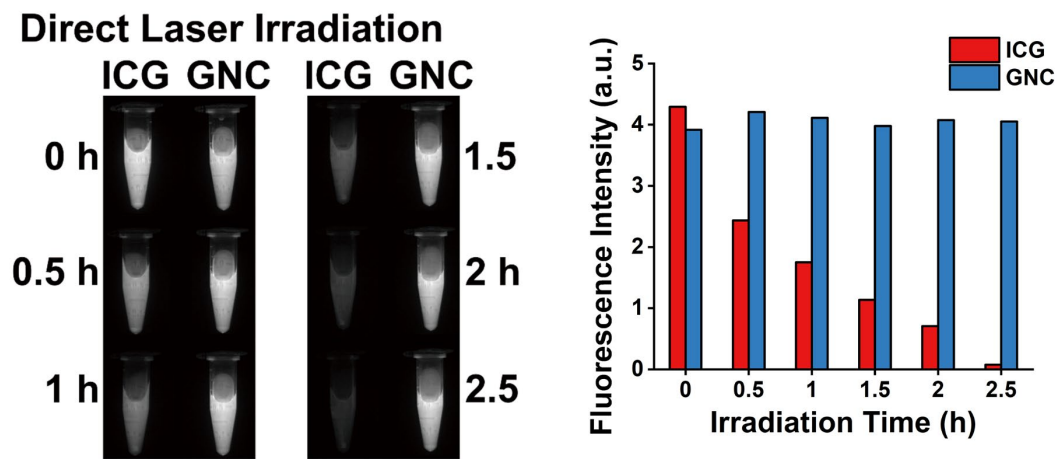 Direct Laser Irradiation
ICG GNC ICG GNC
0 h
1.5
0.5 h
2 h
1 h
2.5
Fluorescence Intensity (a.u.)
5
4
3
2
1
0
ICG
GNC
0 0.5 1 1.5 2 2.5
Irradiation Time (h)